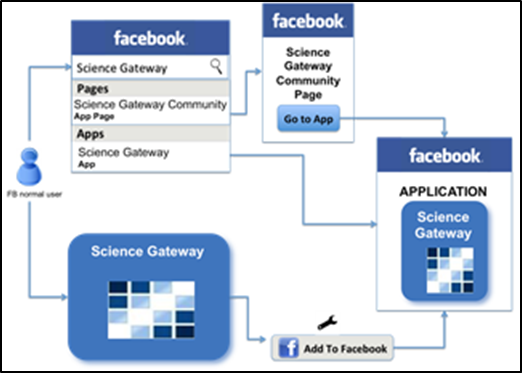 facebook
Science Gateway
Pages
Science Gateway Community
App Page
Apps
Science Gateway
App
facebook
Science
Gateway
Community
Page
Go to App
facebook
APPLICATION
Science
Gateway
FB normal user
Science Gateway
f Add To Facebook